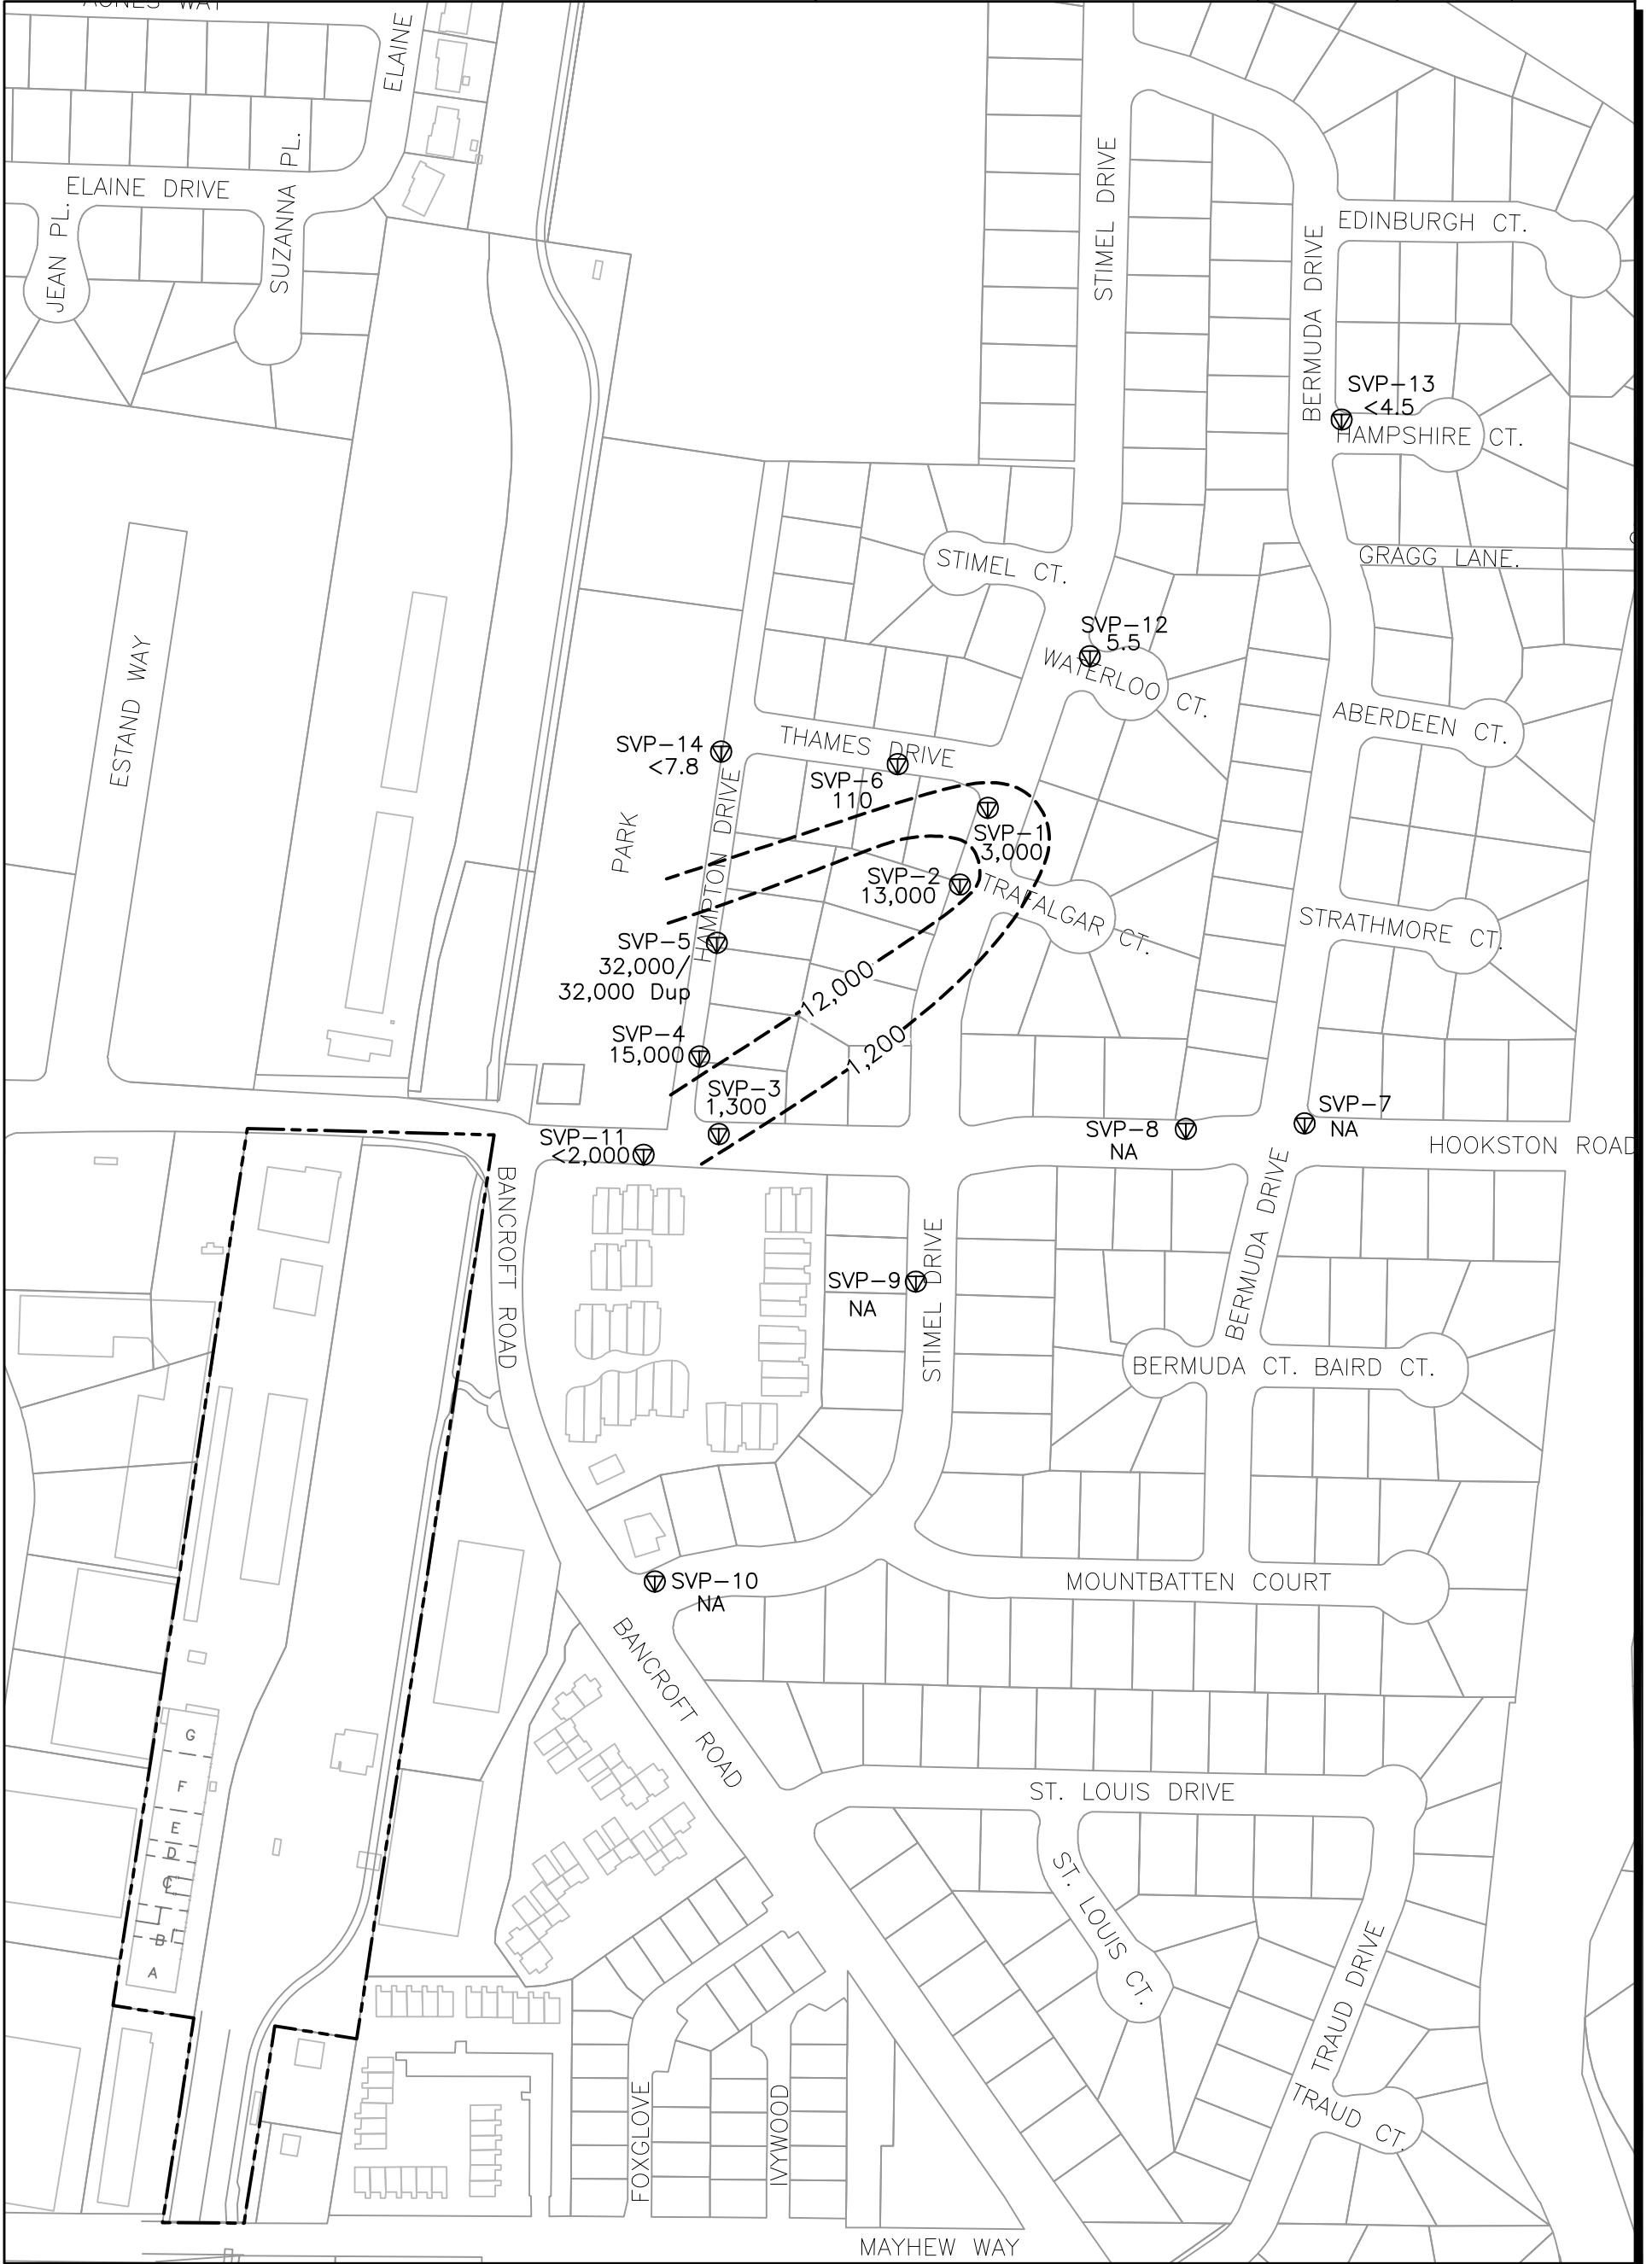 AGNES WAY
ELAINE
ELAINE DRIVE
SUZANNA PL.
JEAN PL.
STIMEL DRIVE
BERMUDA DRIVE
EDINBURGH CT.
SVP-13
<4.5
HAMPSHIRE CT.
GRAGG LANE.
STIMEL CT.
SVP-12
5.5
WATERLOO CT.
ABERDEEN CT.
ESTAND WAY
THAMES DRIVE
SVP-14
<7.8
SVP-6
110
HAMPTON DRIVE
PARK
SVP-1
3,000
SVP-2
13,000
TRAFALGAR CT.
STRATHMORE CT.
SVP-5
32,000/
32,000 Dup
12,000
SVP-4
15,000
1,200
SVP-3
1,300
SVP-11
<2,000
SVP-8
NA
SVP-7
NA
HOOKSTON ROAD
BANCROFT ROAD
BERMUDA DRIVE
SVP-9
NA
STIMEL DRIVE
BERMUDA CT.
BAIRD CT.
SVP-10
NA
MOUNTBATTEN COURT
BANCROFT ROAD
G
F
E
D
C
B
A
ST. LOUIS DRIVE
ST. LOUIS CT.
TRAUD DRIVE
TRAUD CT.
FOXGLOVE
IVYWOOD
MAYHEW WAY